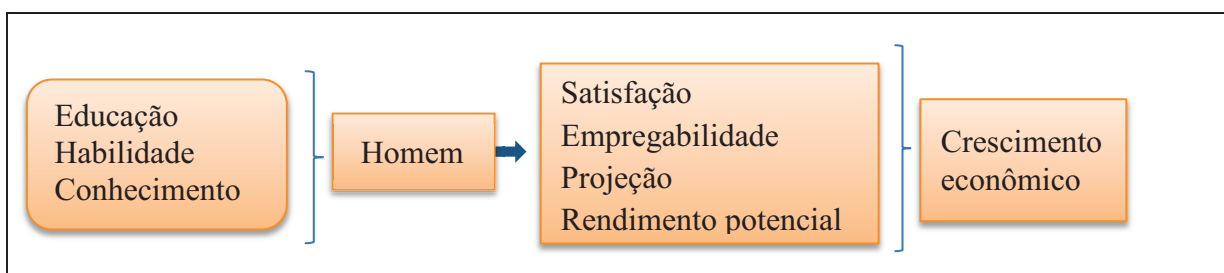 Educação
Habilidade
Conhecimento
Homem
Satisfação
Empregabilidade
Projeção
Rendimento potencial
Crescimento
econômico